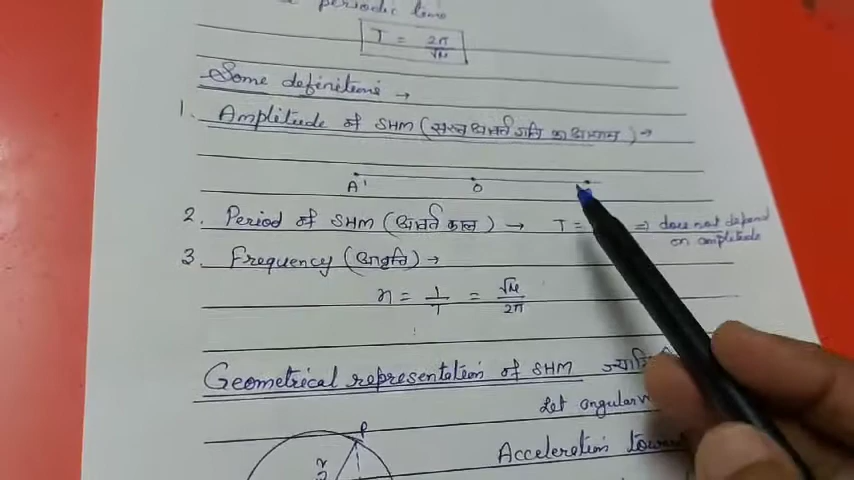 periodic time
T = 2π/√μ
Some definitions →
1. Amplitude of SHM (सरल आवर्त गति का आयाम) →
A' O
2. Period of SHM (आवर्त काल) → T = ⇒ does not depend on amplitude
3. Frequency (आवृत्ति) →
n = 1/T = √μ/2π
Geometrical representation of SHM
Let angular
Acceleration towards
P